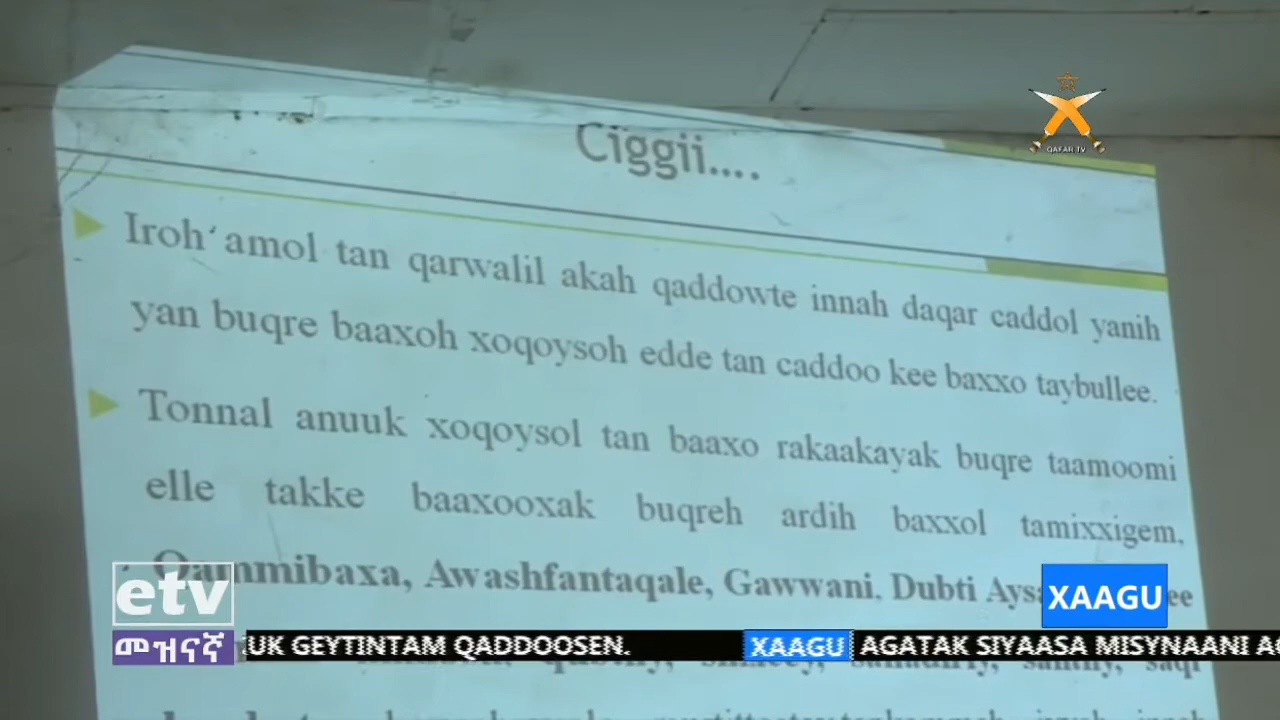 QAFAR TV
Ciggii....
Iroh' amol tan qarwalil akah qaddowte innah daqar caddol yanih
yan buqre baaxoh xoqoysoh edde tan caddoo kee baxxo taybullee.
Tonnal anuuk xoqoysol tan baaxo rakaakayak buqre taamoomi
elle takke baaxooxak buqreh ardih baxxol tamixxigem,
Qammibaxa, Awashfantaqale, Gawwani, Dubti
etv
መዝናኛ
XAAGU
GEYTINTAM QADDOOSEN.
XAAGU
AGATAK SIYAASA MISYNAANI